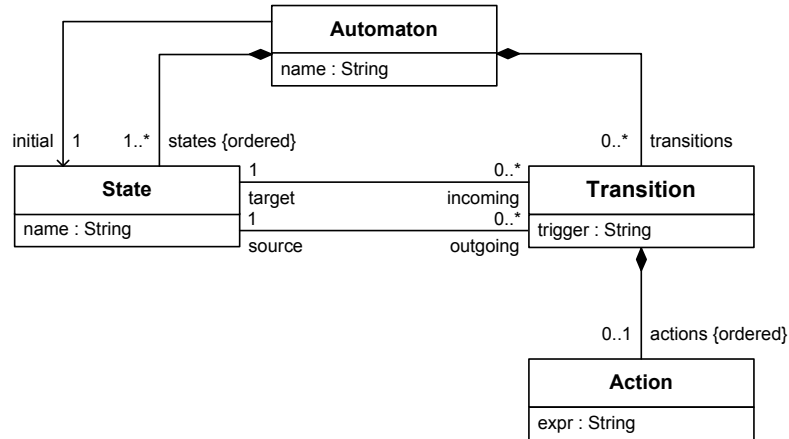 Automaton
name : String
initial 1 1..* states {ordered} 0..* transitions
State
name : String
1 0..*
target incoming
1 0..*
source outgoing
Transition
trigger : String
0..1 actions {ordered}
Action
expr : String